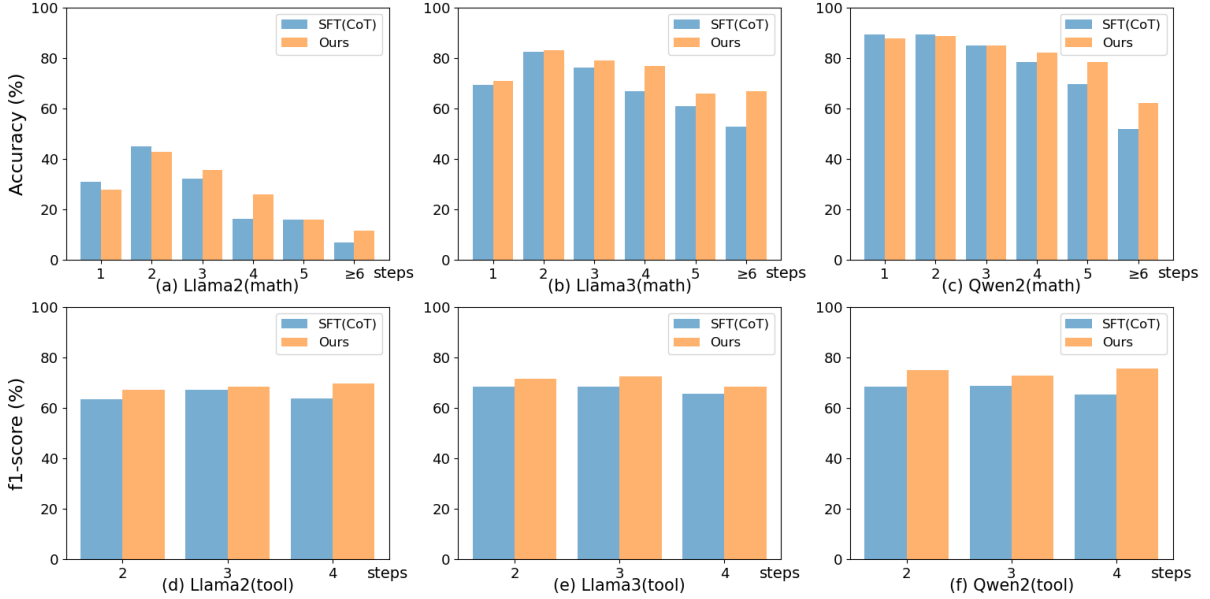 Accuracy (%)
100
80
60
40
20
0
SFT(CoT)
Ours
1 2 3 4 5 ≥6 steps
(a) Llama2(math)
100
80
60
40
20
0
SFT(CoT)
Ours
1 2 3 4 5 ≥6 steps
(b) Llama3(math)
100
80
60
40
20
0
SFT(CoT)
Ours
1 2 3 4 5 ≥6 steps
(c) Qwen2(math)
f1-score (%)
100
80
60
40
20
0
SFT(CoT)
Ours
2 3 4 steps
(d) Llama2(tool)
100
80
60
40
20
0
SFT(CoT)
Ours
2 3 4 steps
(e) Llama3(tool)
100
80
60
40
20
0
SFT(CoT)
Ours
2 3 4 steps
(f) Qwen2(tool)